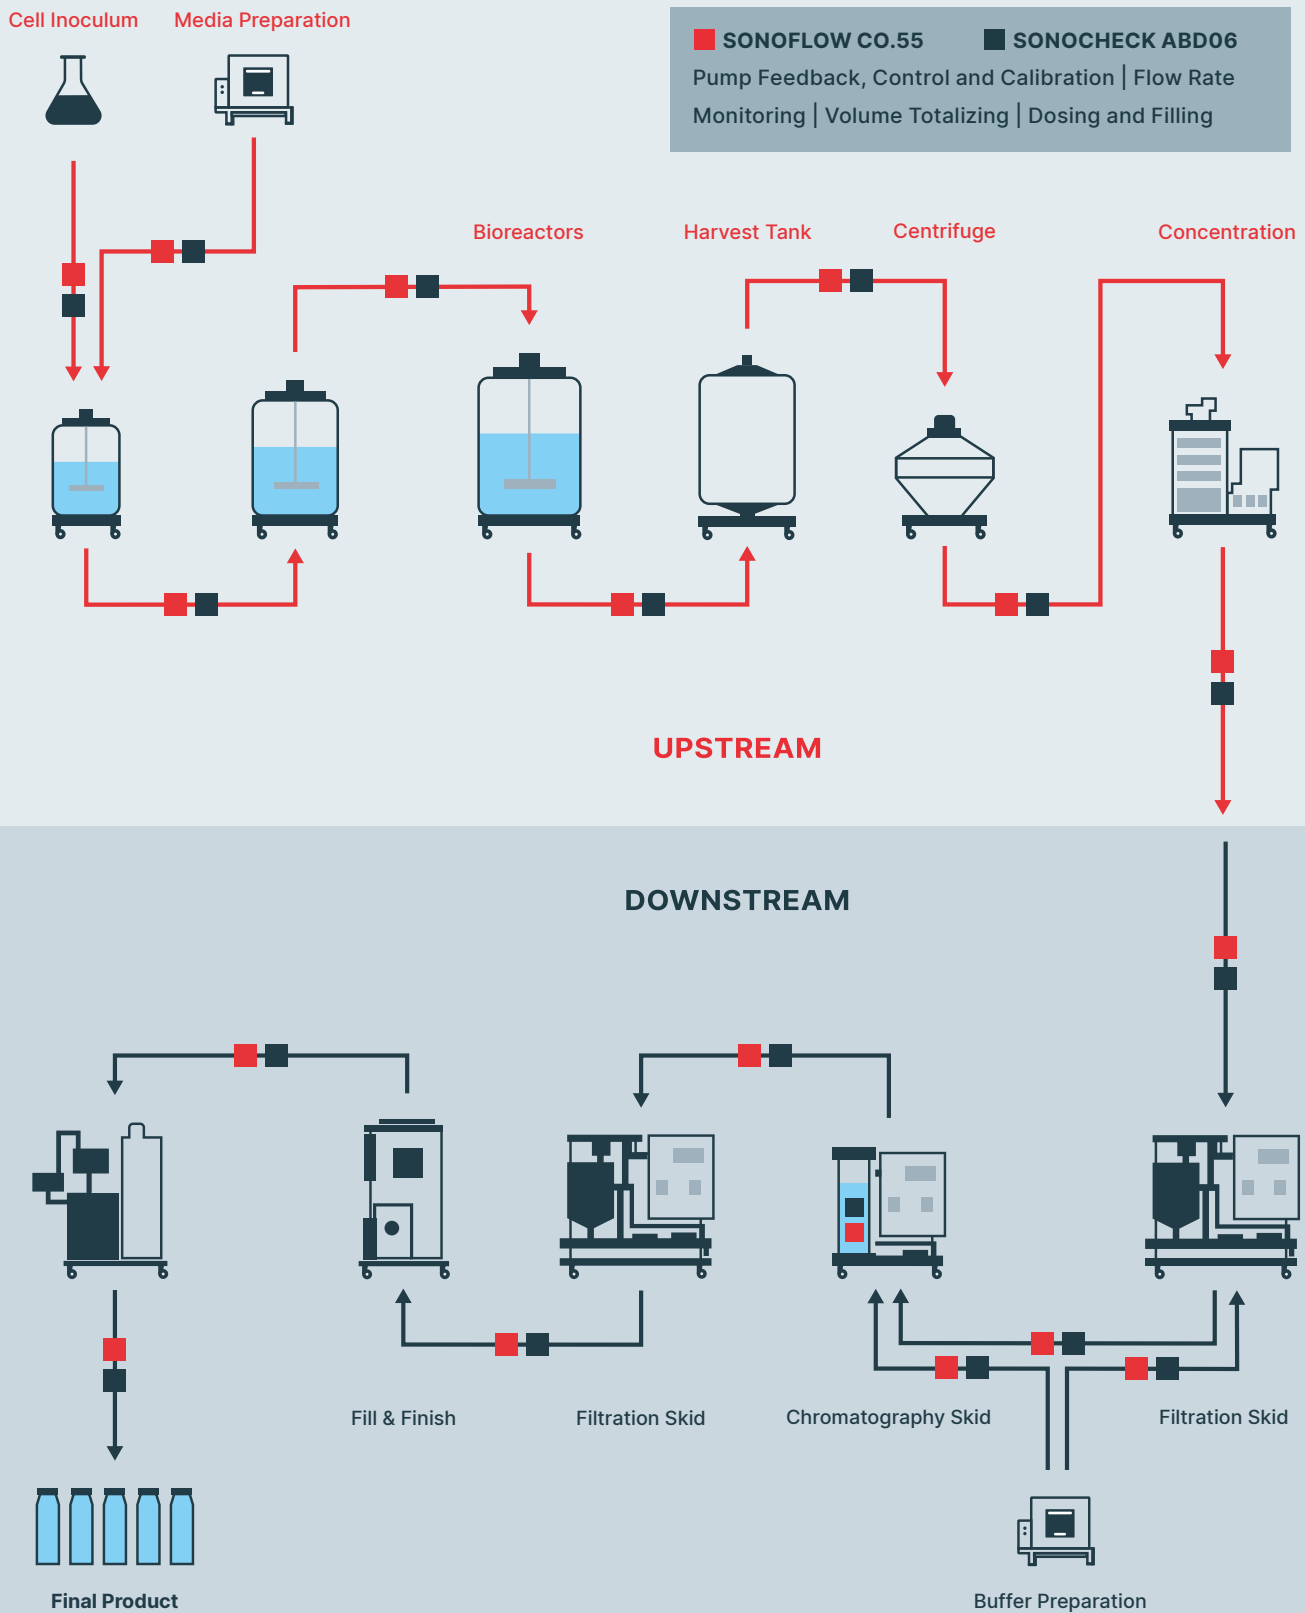 Cell Inoculum
Media Preparation
SONOFLOW CO.55
SONOCHECK ABD06
Pump Feedback, Control and Calibration | Flow Rate
Monitoring | Volume Totalizing | Dosing and Filling
Bioreactors
Harvest Tank
Centrifuge
Concentration
UPSTREAM
DOWNSTREAM
Fill & Finish
Filtration Skid
Chromatography Skid
Filtration Skid
Final Product
Buffer Preparation